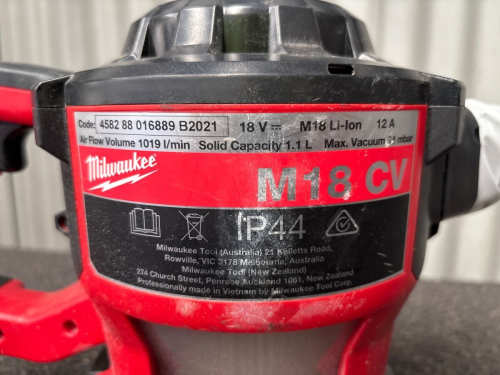 Code: 4582 88 016889 B2021 18 V M18 Li-Ion 12 A
Air Flow Volume 1019 l/min Solid Capacity 1.1 L Max. Vacuum mbar
Milwaukee
M18 CV
IP44
Milwaukee Tool (Australia) 21 Kelletts Road,
Rowville, VIC 3178 Melbourne, Australia
Milwaukee Tool (New Zealand)
274 Church Street, Penrose Auckland 1061, New Zealand
Professionally made in Vietnam by Milwaukee Tool Corp.